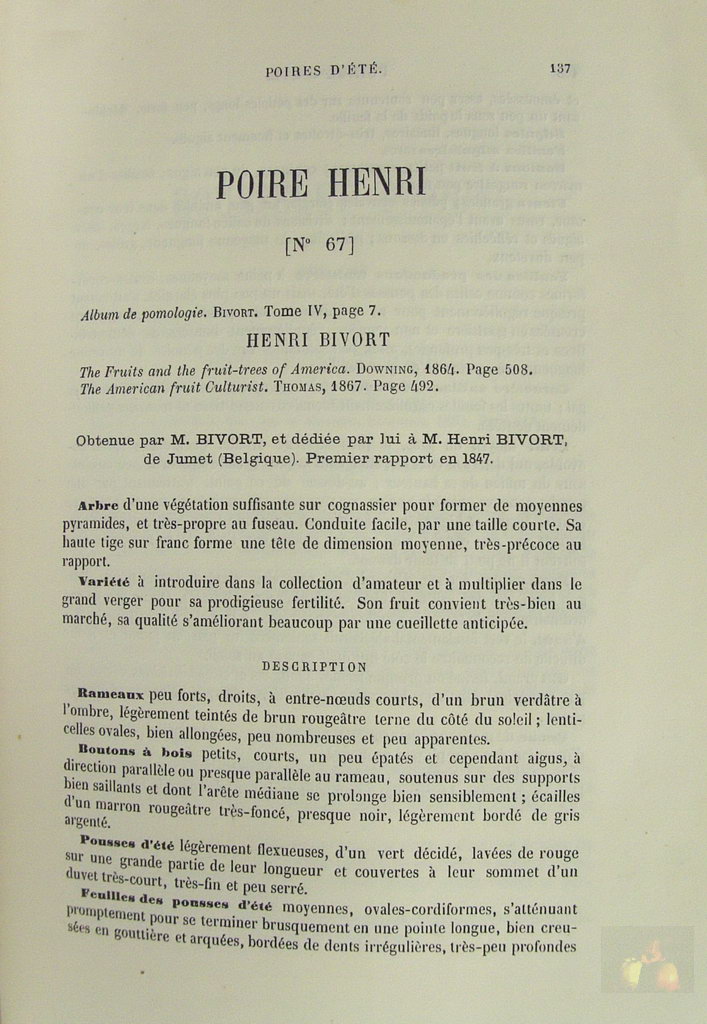 POIRES D'ÉTÉ. 137
POIRE HENRI
[N° 67]
Album de pomologie. BIVORT. Tome IV, page 7.
HENRI BIVORT
The Fruits and the fruit-trees of America. DOWNING, 1864. Page 508.
The American fruit Culturist. THOMAS, 1867. Page 492.
Obtenue par M. BIVORT, et dédiée par lui à M. Henri BIVORT,
de Jumet (Belgique). Premier rapport en 1847.
Arbre d'une végétation suffisante sur cognassier pour former de moyennes
pyramides, et très-propre au fuseau. Conduite facile, par une taille courte. Sa
haute tige sur franc forme une tête de dimension moyenne, très-précoce au
rapport.
Variété à introduire dans la collection d'amateur et à multiplier dans le
grand verger pour sa prodigieuse fertilité. Son fruit convient très-bien au
marché, sa qualité s'améliorant beaucoup par une cueillette anticipée.
DESCRIPTION
Rameaux peu forts, droits, à entre-nœuds courts, d'un brun verdâtre à
l'ombre, légèrement teintés de brun rougeâtre terne du côté du soleil ; lenti-
celles ovales, bien allongées, peu nombreuses et peu apparentes.
Boutons à bois petits, courts, un peu épatés et cependant aigus, à
direction parallèle ou presque parallèle au rameau, soutenus sur des supports
bien saillants et dont l'arête médiane se prolonge bien sensiblement ; écailles
d'un marron rougeâtre très-foncé, presque noir, légèrement bordé de gris
argenté.
Pousses d'été légèrement flexueuses, d'un vert décidé, lavées de rouge
sur une grande partie de leur longueur et couvertes à leur sommet d'un
duvet très-court, très-fin et peu serré.
Feuilles des pousses d'été moyennes, ovales-cordiformes, s'atténuant
promptement pour se terminer brusquement en une pointe longue, bien creu-
sées en gouttière et arquées, bordées de dents irrégulières, très-peu profondes